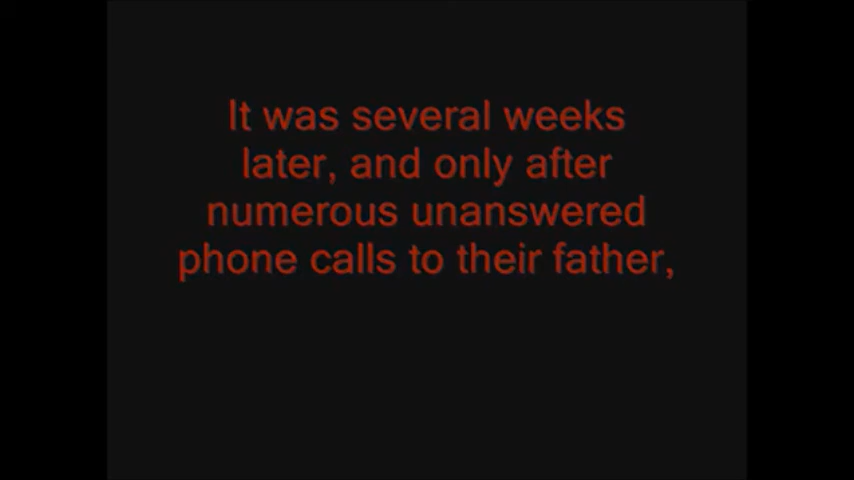 It was several weeks
later, and only after
numerous unanswered
phone calls to their father,